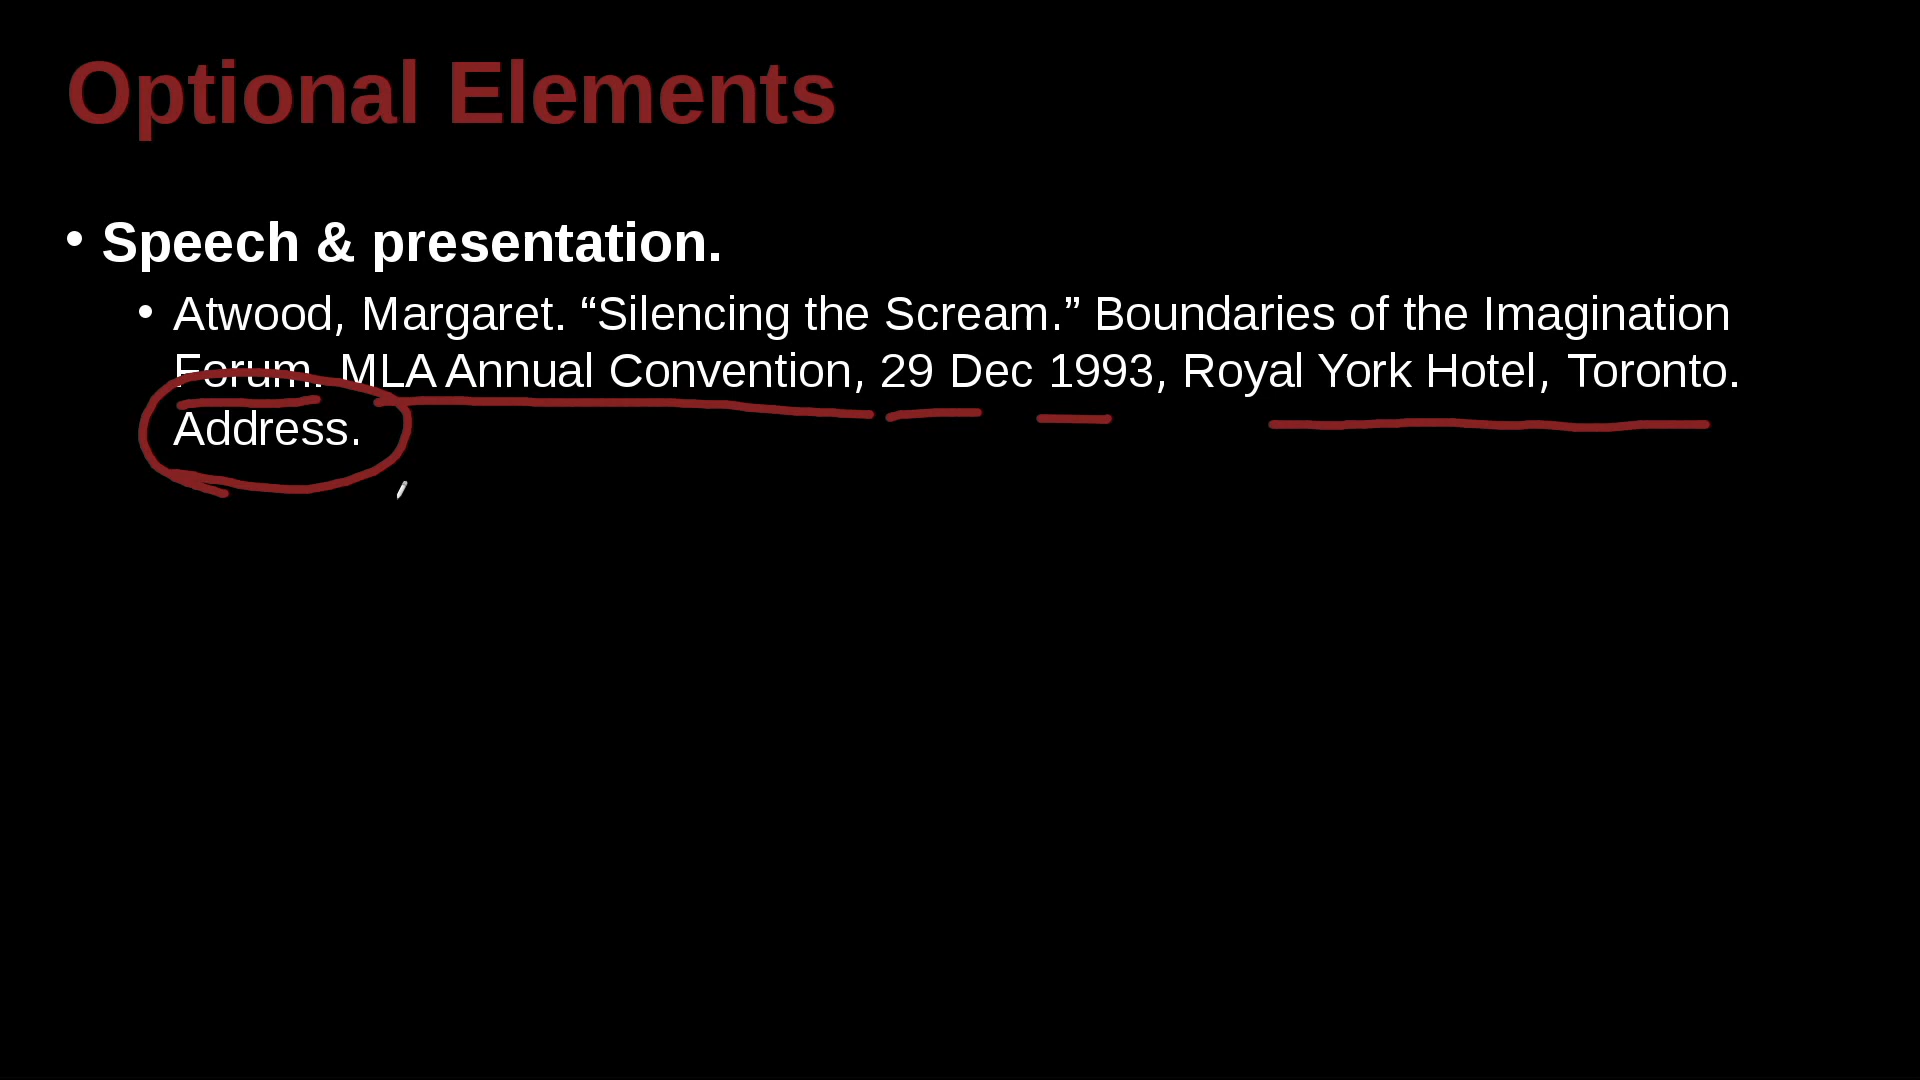 Optional Elements
• Speech & presentation.
• Atwood, Margaret. “Silencing the Scream.” Boundaries of the Imagination
Forum. MLA Annual Convention, 29 Dec 1993, Royal York Hotel, Toronto.
Address.